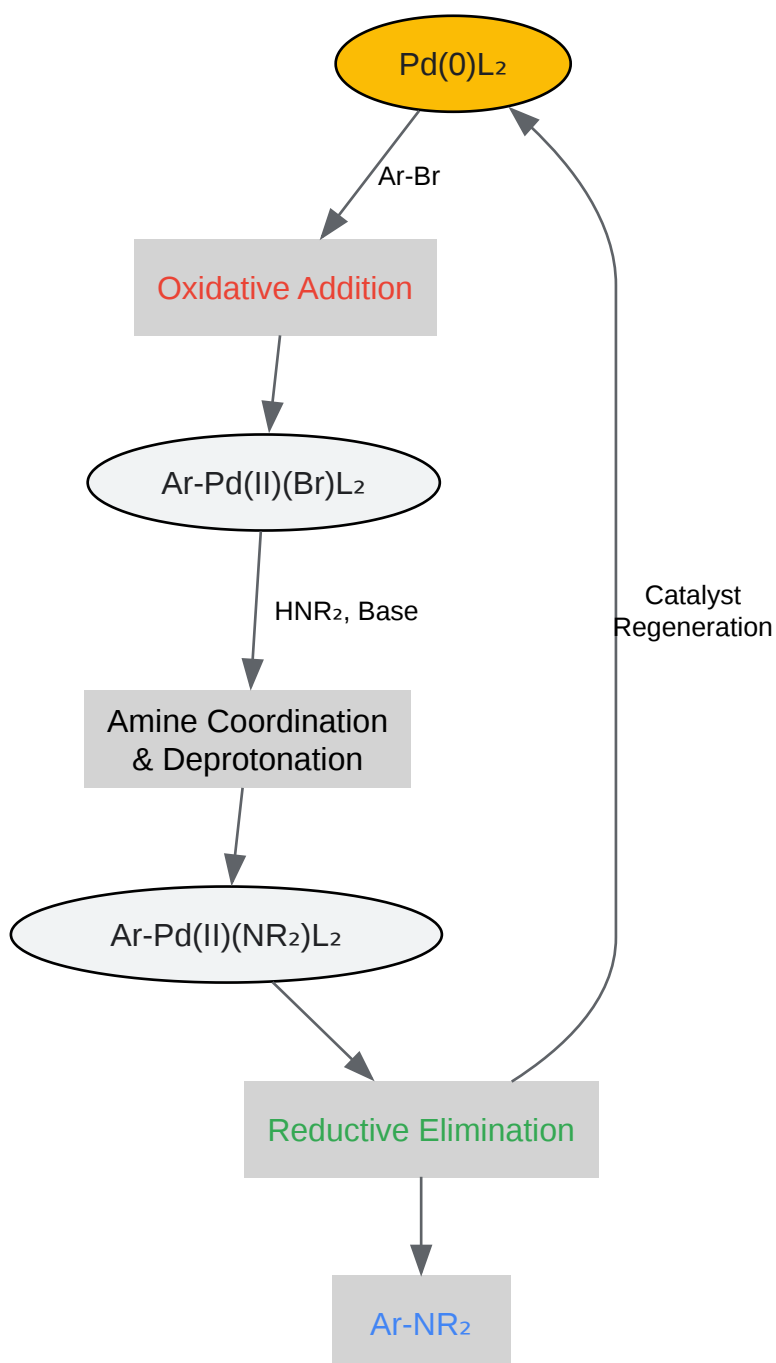 Pd(0)L₂
Ar-Br
Oxidative Addition
Ar-Pd(II)(Br)L₂
HNR₂, Base
Catalyst
Regeneration
Amine Coordination
& Deprotonation
Ar-Pd(II)(NR₂)L₂
Reductive Elimination
Ar-NR₂